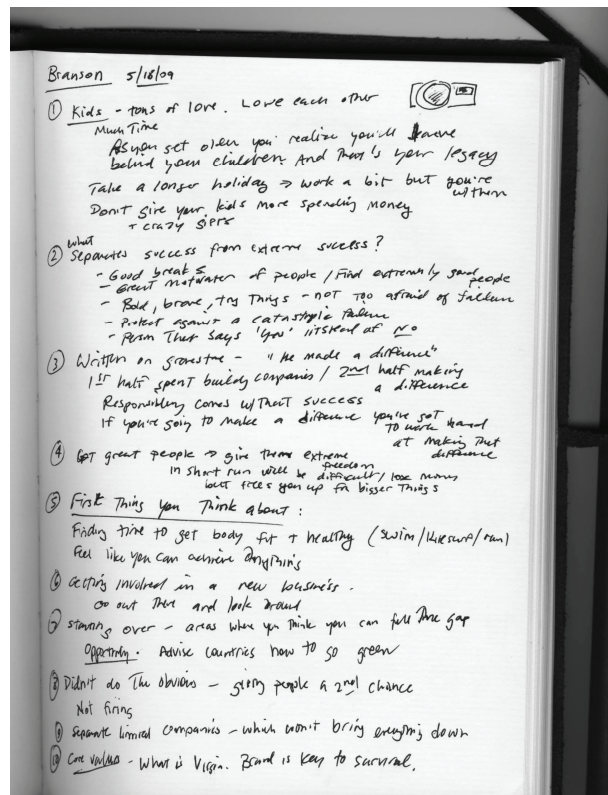 Branson 5/18/09
① Kids - tons of love. Love each other
Much Time
As you get older you realize you'll leave
behind your children. And That's your legacy
Take a longer holiday → work a bit but you're
w/them
Don't give your kids more spending money
+ crazy gifts
what
② Separates success from extreme success?
- Good breaks
- Great motivater of people / Find extremely good people
- Bold, brave, try Things - not too afraid of failure
- Protect against a catastrophic failure
- Person That says 'Yes' instead of No
③ Written on gravestone - "He made a difference"
1st half spent building companies / 2nd half making
a difference
Responsibility comes w/ that success
If you're going to make a difference you've got
to work hard
at making that
difference
④ Get great people → give them extreme
freedom
in short run will be difficult / lose money
but frees you up for bigger Things
⑤ First Thing you Think about:
Finding time to get body fit + healthy (swim/kitesurf/run)
Feel like you can achieve anything
⑥ Getting involved in a new business.
Go out there and look around
⑦ Starting over - areas where you think you can fill the gap
Opportunity. Advise countries how to go green
⑧ Didn't do The obvious - giving people a 2nd chance
Not firing
⑨ Separate limited companies - which won't bring everything down
⑩ Core values - What is Virgin. Brand is key to survival.